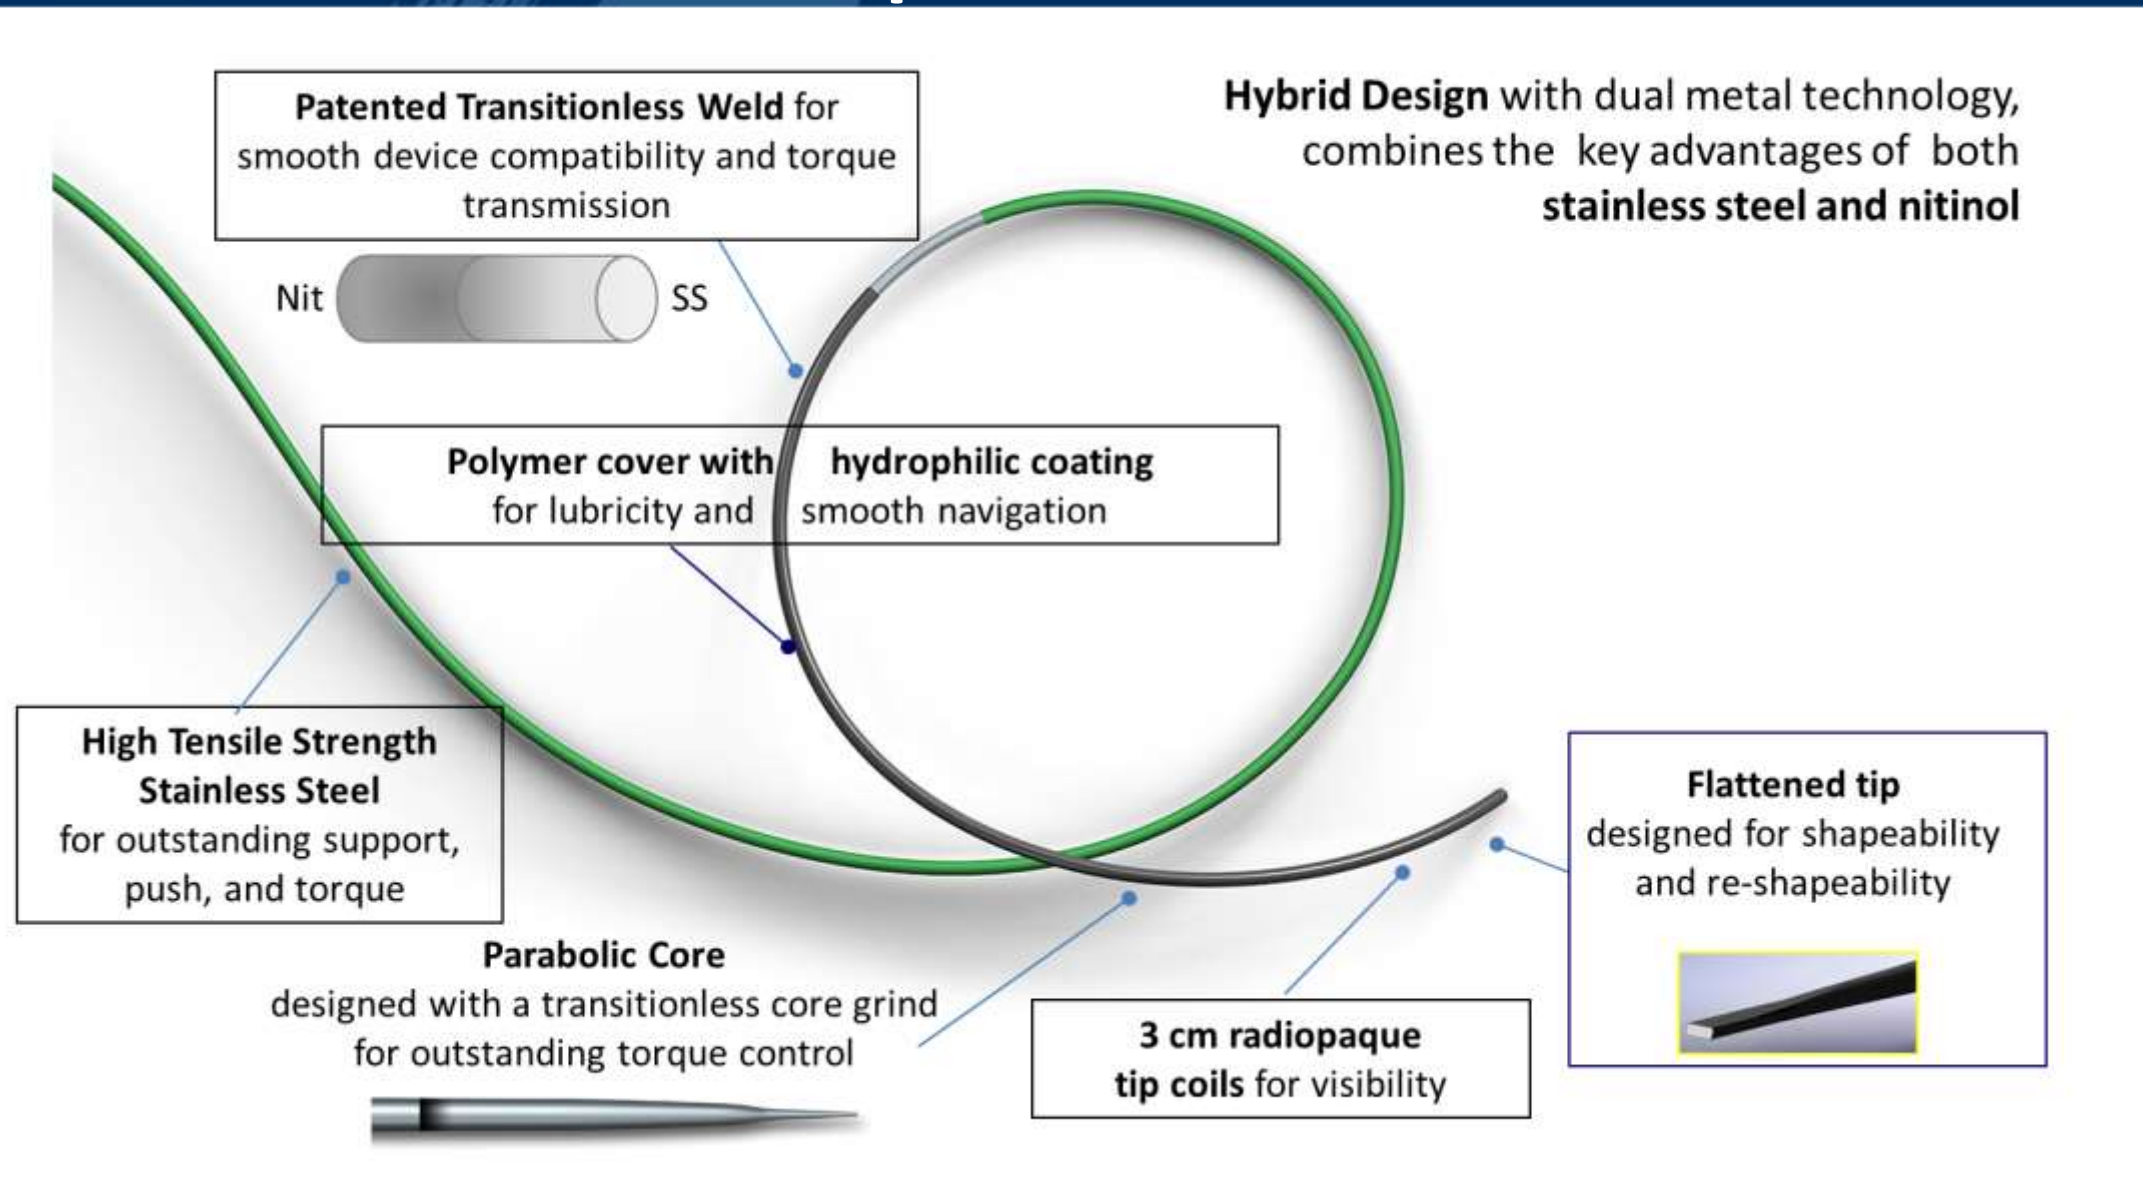 Patented Transitionless Weld for
smooth device compatibility and torque
transmission
Nit
SS
Hybrid Design with dual metal technology,
combines the key advantages of both
stainless steel and nitinol
Polymer cover with hydrophilic coating
for lubricity and smooth navigation
High Tensile Strength
Stainless Steel
for outstanding support,
push, and torque
Parabolic Core
designed with a transitionless core grind
for outstanding torque control
3 cm radiopaque
tip coils for visibility
Flattened tip
designed for shapeability
and re-shapeability